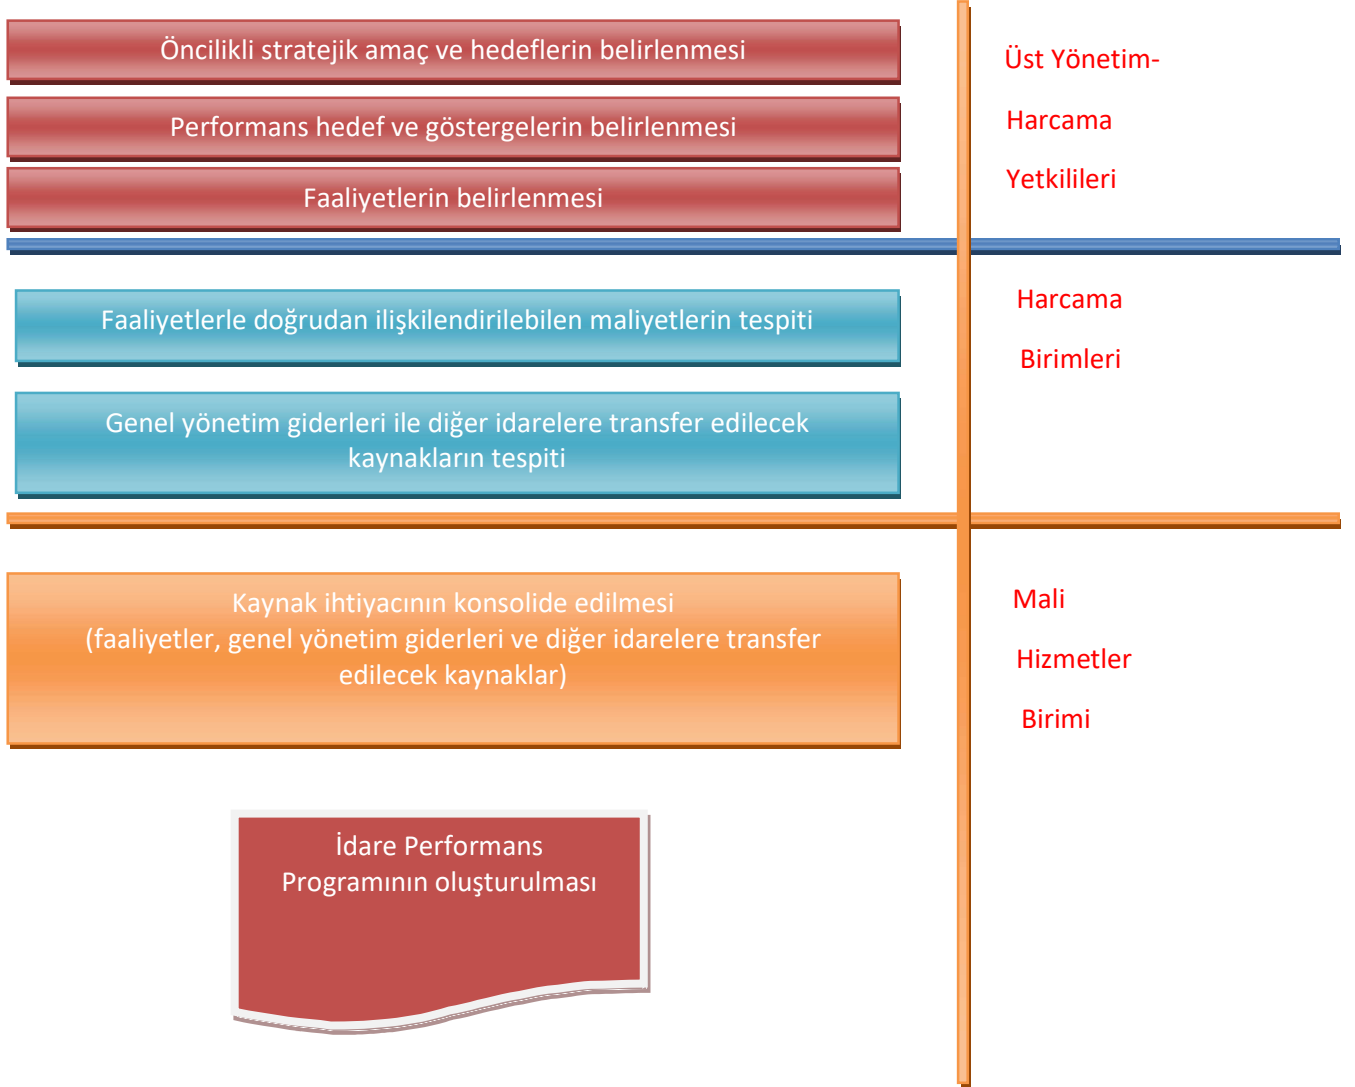 Öncilikli stratejik amaç ve hedeflerin belirlenmesi
Performans hedef ve göstergelerin belirlenmesi
Faaliyetlerin belirlenmesi
Üst Yönetim-
Harcama
Yetkilileri
Faaliyetlerle doğrudan ilişkilendirilebilen maliyetlerin tespiti
Genel yönetim giderleri ile diğer idarelere transfer edilecek
kaynakların tespiti
Harcama
Birimleri
Kaynak ihtiyacının konsolide edilmesi
(faaliyetler, genel yönetim giderleri ve diğer idarelere transfer
edilecek kaynaklar)
Mali
Hizmetler
Birimi
İdare Performans
Programının oluşturulması